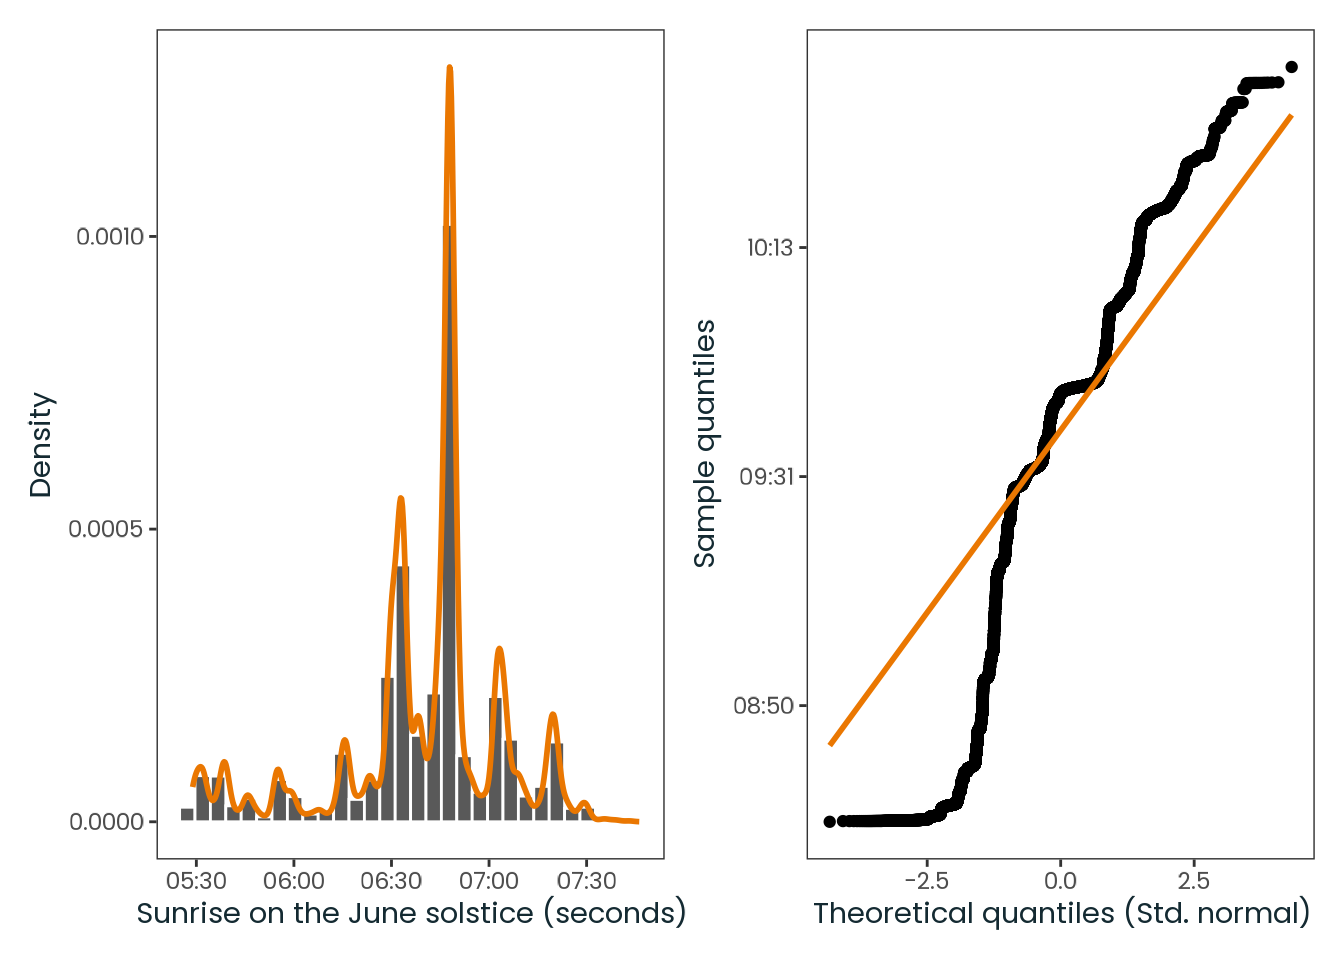 Density
0.0010
0.0005
0.0000
05:30 06:00 06:30 07:00 07:30
Sunrise on the June solstice (seconds)
Sample quantiles
10:13
09:31
08:50
−2.5 0.0 2.5
Theoretical quantiles (Std. normal)